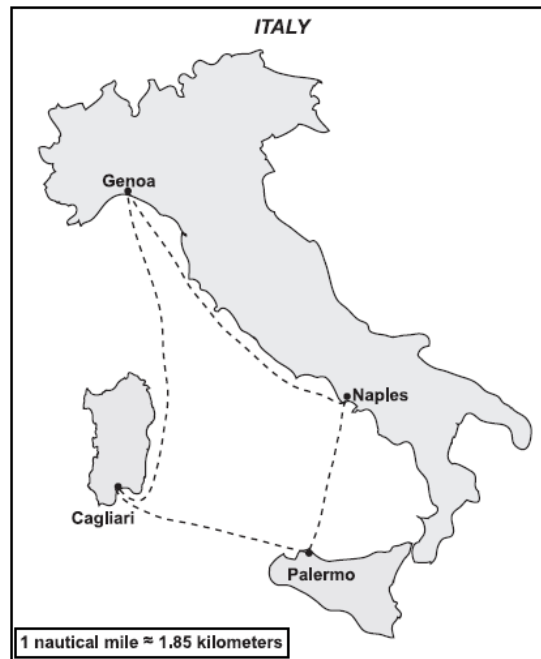 ITALY
Genoa
Naples
Cagliari
Palermo
1 nautical mile ≈ 1.85 kilometers